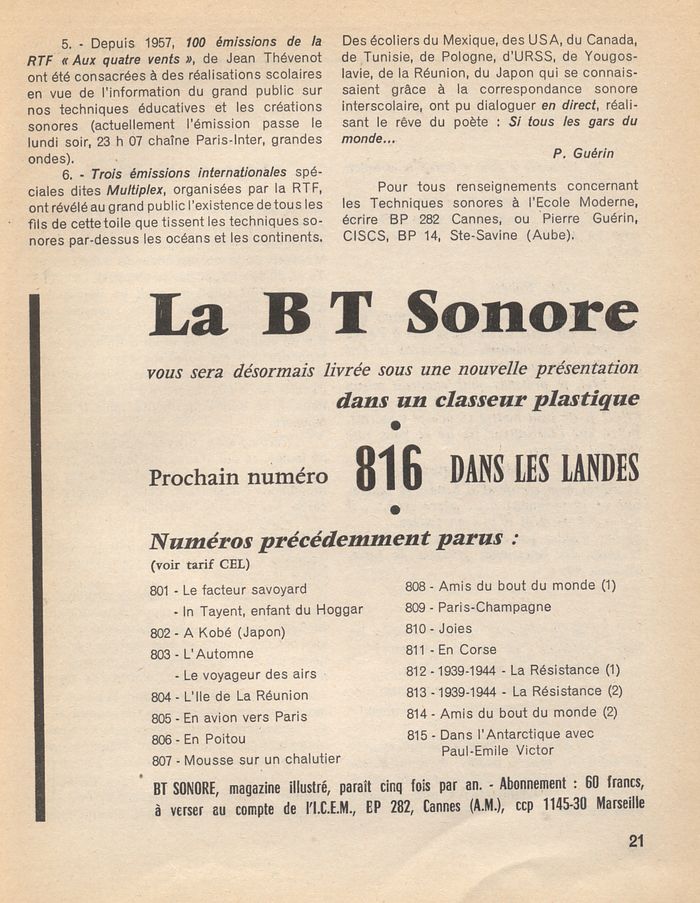 5. - Depuis 1957, 100 émissions de la
RTF « Aux quatre vents », de Jean Thévenot
ont été consacrées à des réalisations scolaires
en vue de l'information du grand public sur
nos techniques éducatives et les créations
sonores (actuellement l'émission passe le
lundi soir, 23 h 07 chaîne Paris-Inter, grandes
ondes).
6. - Trois émissions internationales spé-
ciales dites Multiplex, organisées par la RTF,
ont révélé au grand public l'existence de tous les
fils de cette toile que tissent les techniques so-
nores par-dessus les océans et les continents.
Des écoliers du Mexique, des USA, du Canada,
de Tunisie, de Pologne, d'URSS, de Yougos-
lavie, de la Réunion, du Japon qui se connais-
saient grâce à la correspondance sonore
interscolaire, ont pu dialoguer en direct, réali-
sant le rêve du poète : Si tous les gars du
monde...
P. Guérin
Pour tous renseignements concernant
les Techniques sonores à l'Ecole Moderne,
écrire BP 282 Cannes, ou Pierre Guérin,
CISCS, BP 14, Ste-Savine (Aube).
La BT Sonore
vous sera désormais livrée sous une nouvelle présentation
dans un classeur plastique
Prochain numéro 816 DANS LES LANDES
Numéros précédemment parus :
(voir tarif CEL)
801 - Le facteur savoyard
- In Tayent, enfant du Hoggar
802 - A Kobé (Japon)
803 - L'Automne
- Le voyageur des airs
804 - L'Ile de La Réunion
805 - En avion vers Paris
806 - En Poitou
807 - Mousse sur un chalutier
808 - Amis du bout du monde (1)
809 - Paris-Champagne
810 - Joies
811 - En Corse
812 - 1939-1944 - La Résistance (1)
813 - 1939-1944 - La Résistance (2)
814 - Amis du bout du monde (2)
815 - Dans l'Antarctique avec
Paul-Emile Victor
BT SONORE, magazine illustré, paraît cinq fois par an. - Abonnement : 60 francs,
à verser au compte de l'I.C.E.M., BP 282, Cannes (A.M.), ccp 1145-30 Marseille
21